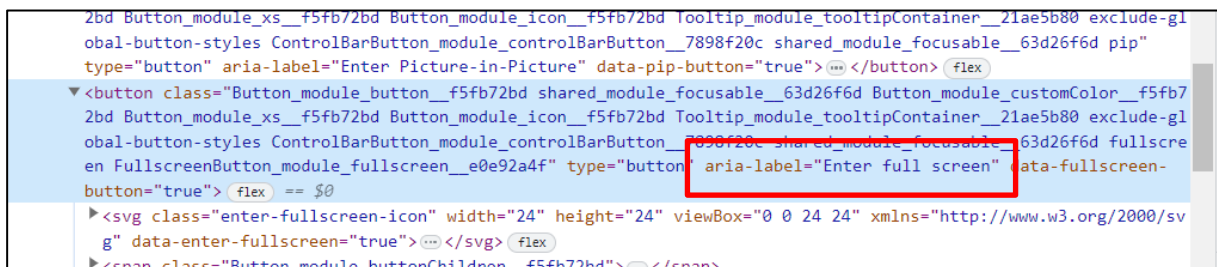 2bd Button_module_xs__f5fb72bd Button_module_icon__f5fb72bd Tooltip_module_tooltipContainer__21ae5b80 exclude-gl
obal-button-styles ControlBarButton_module_controlBarButton__7898f20c shared_module_focusable__63d26f6d pip"
type="button" aria-label="Enter Picture-in-Picture" data-pip-button="true">…</button> flex
▼<button class="Button_module_button__f5fb72bd shared_module_focusable__63d26f6d Button_module_customColor__f5fb7
2bd Button_module_xs__f5fb72bd Button_module_icon__f5fb72bd Tooltip_module_tooltipContainer__21ae5b80 exclude-gl
obal-button-styles ControlBarButton_module_controlBarButton__7898f20c shared_module_focusable__63d26f6d fullscre
en FullscreenButton_module_fullscreen__e0e92a4f" type="button" aria-label="Enter full screen" data-fullscreen-
button="true"> flex == $0
▶<svg class="enter-fullscreen-icon" width="24" height="24" viewBox="0 0 24 24" xmlns="http://www.w3.org/2000/sv
g" data-enter-fullscreen="true">…</svg> flex
▶<span class="Button_module_buttonChildren__f5fb72bd">…</span>